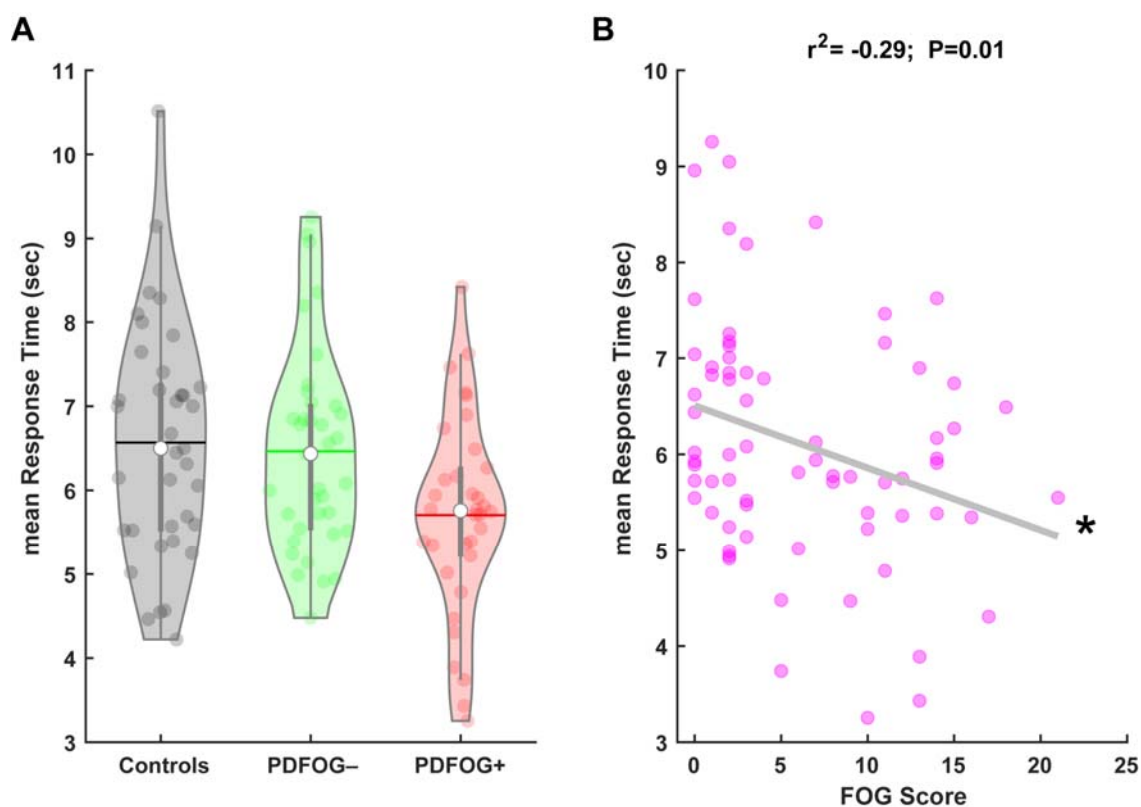 A
mean Response Time (sec)
11
10
9
8
7
6
5
4
3
Controls
PDFOG–
PDFOG+
B
r²= -0.29; P=0.01
mean Response Time (sec)
10
9
8
7
6
5
4
3
*
0
5
10
15
20
25
FOG Score